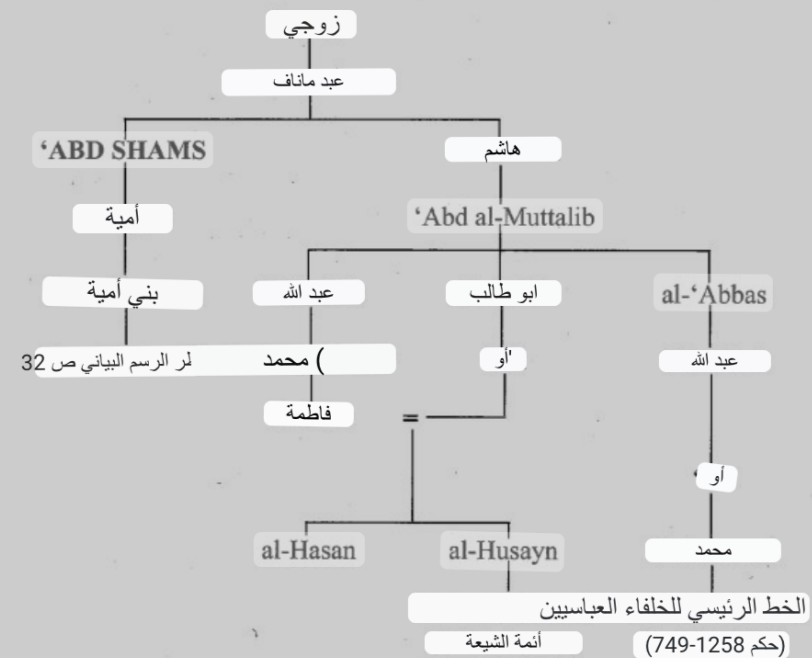 زوجي
عبد ماناف
‘ABD SHAMS
هاشم
أمية
‘Abd al-Muttalib
بني أمية
عبد الله
ابو طالب
al-‘Abbas
لر الرسم البياني ص 32
( محمد
'أو
عبد الله
فاطمة
=
أو '
al-Hasan
al-Husayn
محمد
الخط الرئيسي للخلفاء العباسيين
أئمة الشيعة
(حكم 749-1258)